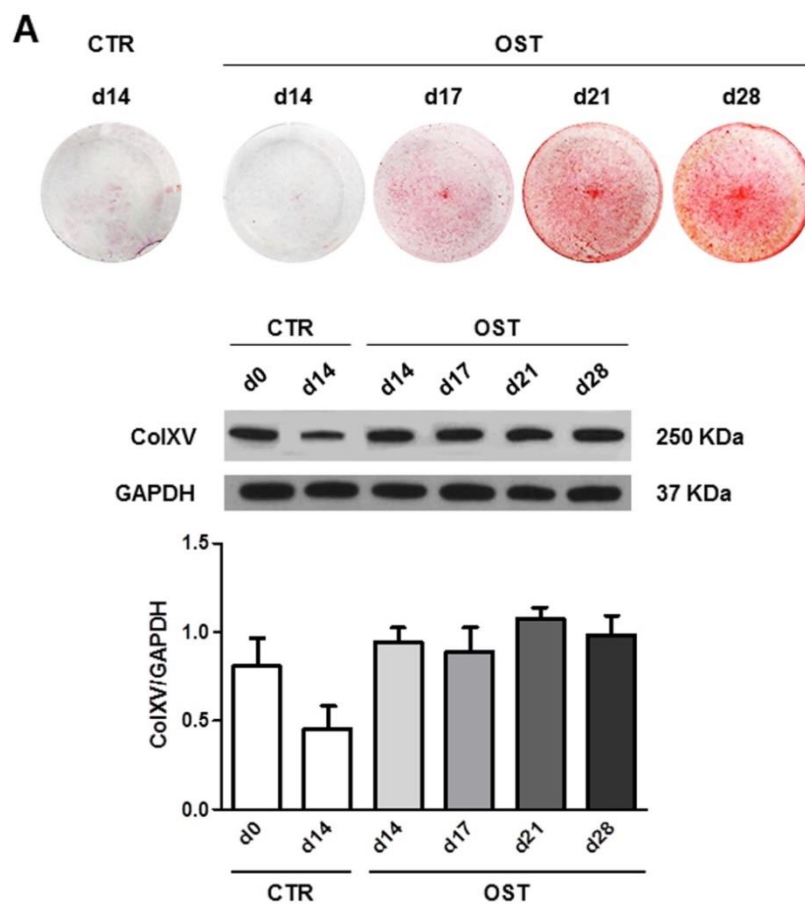 A
CTR OST
d14 d14 d17 d21 d28
CTR OST
d0 d14 d14 d17 d21 d28
ColXV 250 KDa
GAPDH 37 KDa
1.5
1.0
0.5
0.0
ColXV/GAPDH
d0 d14 d14 d17 d21 d28
CTR OST